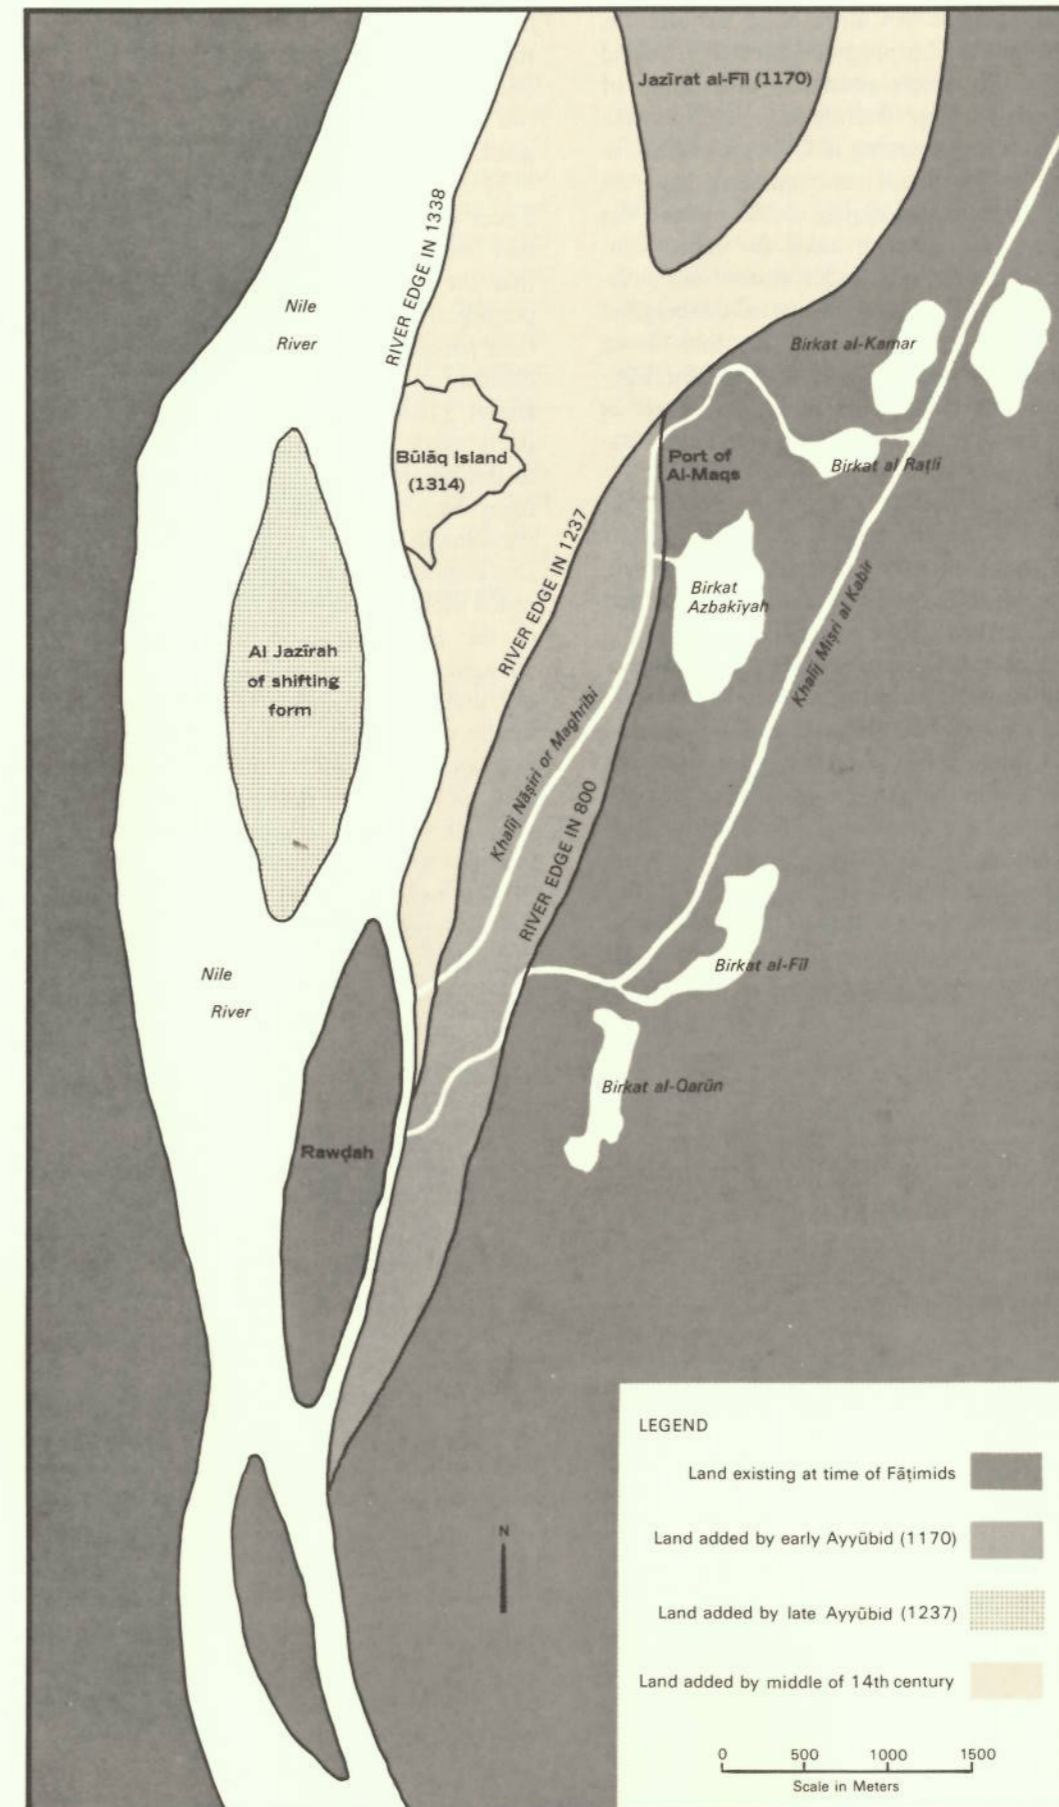 Jazīrat al-Fīl (1170)
RIVER EDGE IN 1338
Nile
River
Birkat al-Kamar
Būlāq Island
(1314)
Port of
Al-Maqs
Birkat al Raṭlī
RIVER EDGE IN 1237
Birkat
Azbakīyah
Khalīj Miṣri al Kabīr
Al Jazīrah
of shifting
form
Khalīj Nāṣiri or Maghribi
RIVER EDGE IN 800
Nile
River
Birkat al-Fīl
Birkat al-Qarūn
Rawḍah
N
LEGEND
Land existing at time of Fāṭimids
Land added by early Ayyūbid (1170)
Land added by late Ayyūbid (1237)
Land added by middle of 14th century
0 500 1000 1500
Scale in Meters